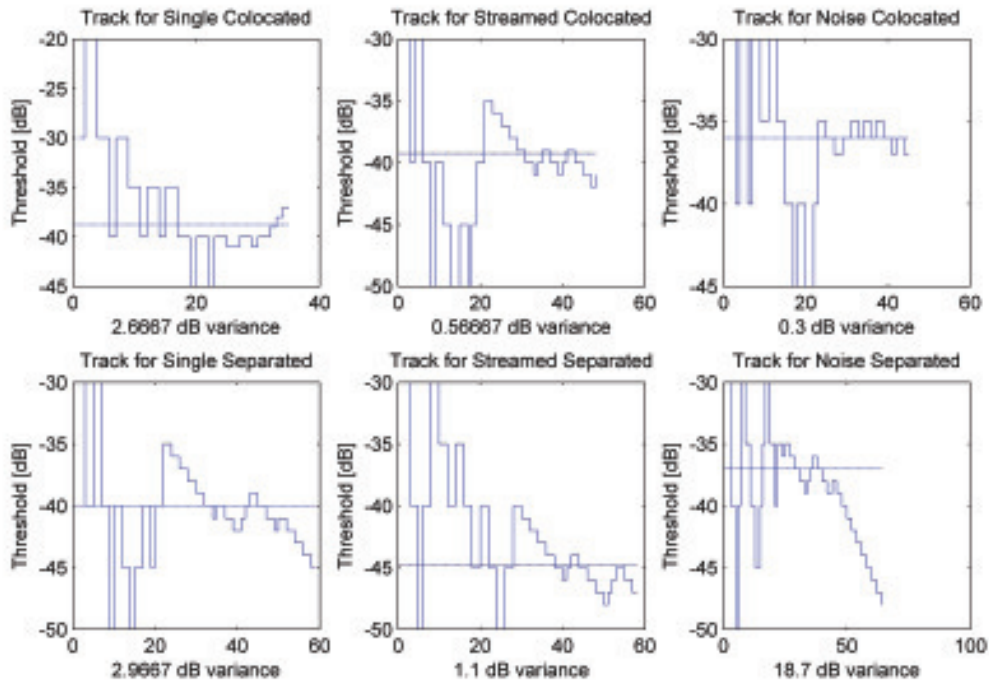 Track for Single Colocated
Track for Streamed Colocated
Track for Noise Colocated
Threshold [dB]
-20
-25
-30
-35
-40
-45
0
20
40
2.6667 dB variance
Threshold [dB]
-30
-35
-40
-45
-50
0
20
40
60
0.56667 dB variance
Threshold [dB]
-30
-35
-40
-45
0
20
40
60
0.3 dB variance
Track for Single Separated
Track for Streamed Separated
Track for Noise Separated
Threshold [dB]
-30
-35
-40
-45
-50
0
20
40
60
2.9667 dB variance
Threshold [dB]
-30
-35
-40
-45
-50
0
20
40
60
1.1 dB variance
Threshold [dB]
-30
-35
-40
-45
-50
0
50
100
18.7 dB variance